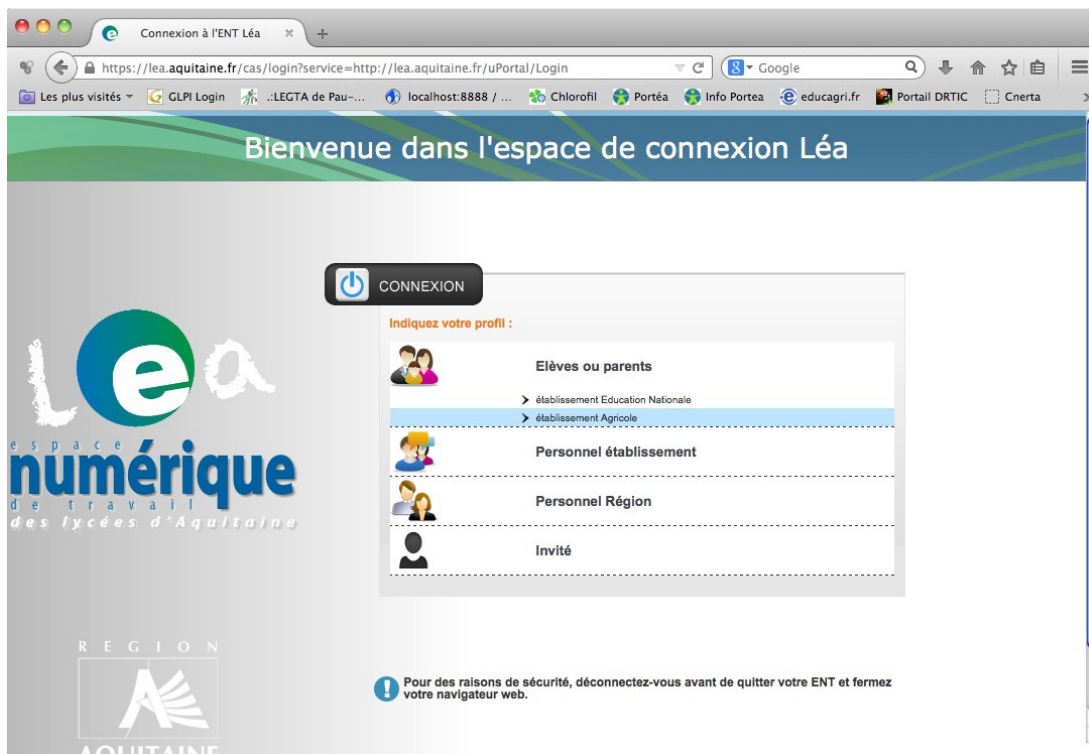 Connexion à l'ENT Léa
https://lea.aquitaine.fr/cas/login?service=http://lea.aquitaine.fr/uPortal/Login
Google
Les plus visités
GLPI Login
.:LEGTA de Pau-...
localhost:8888 / ...
Chlorofil
Portéa
Info Portea
educagri.fr
Portail DRTIC
Cnerta
Bienvenue dans l'espace de connexion Léa
CONNEXION
Indiquez votre profil :
Elèves ou parents
établissement Education Nationale
établissement Agricole
Personnel établissement
Personnel Région
Invité
Léa
espace
numérique
de travail
des lycées d'Aquitaine
REGION
AQUITAINE
Pour des raisons de sécurité, déconnectez-vous avant de quitter votre ENT et fermez
votre navigateur web.